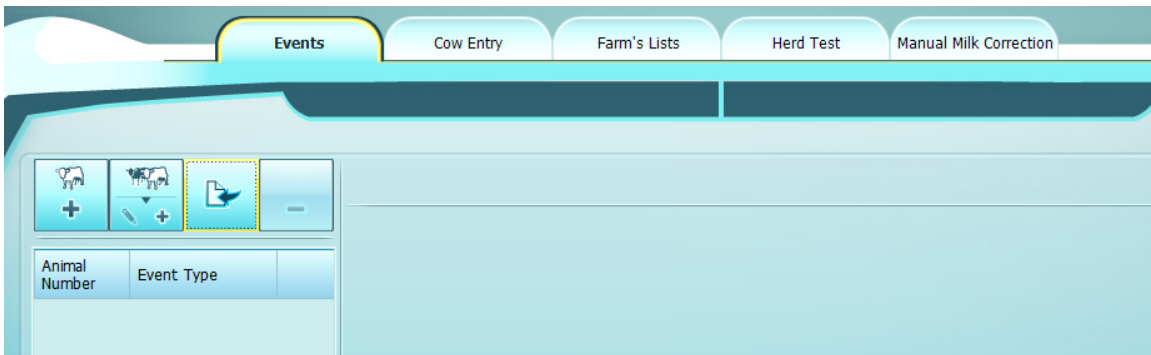 Events Cow Entry Farm's Lists Herd Test Manual Milk Correction
Animal
Number
Event Type